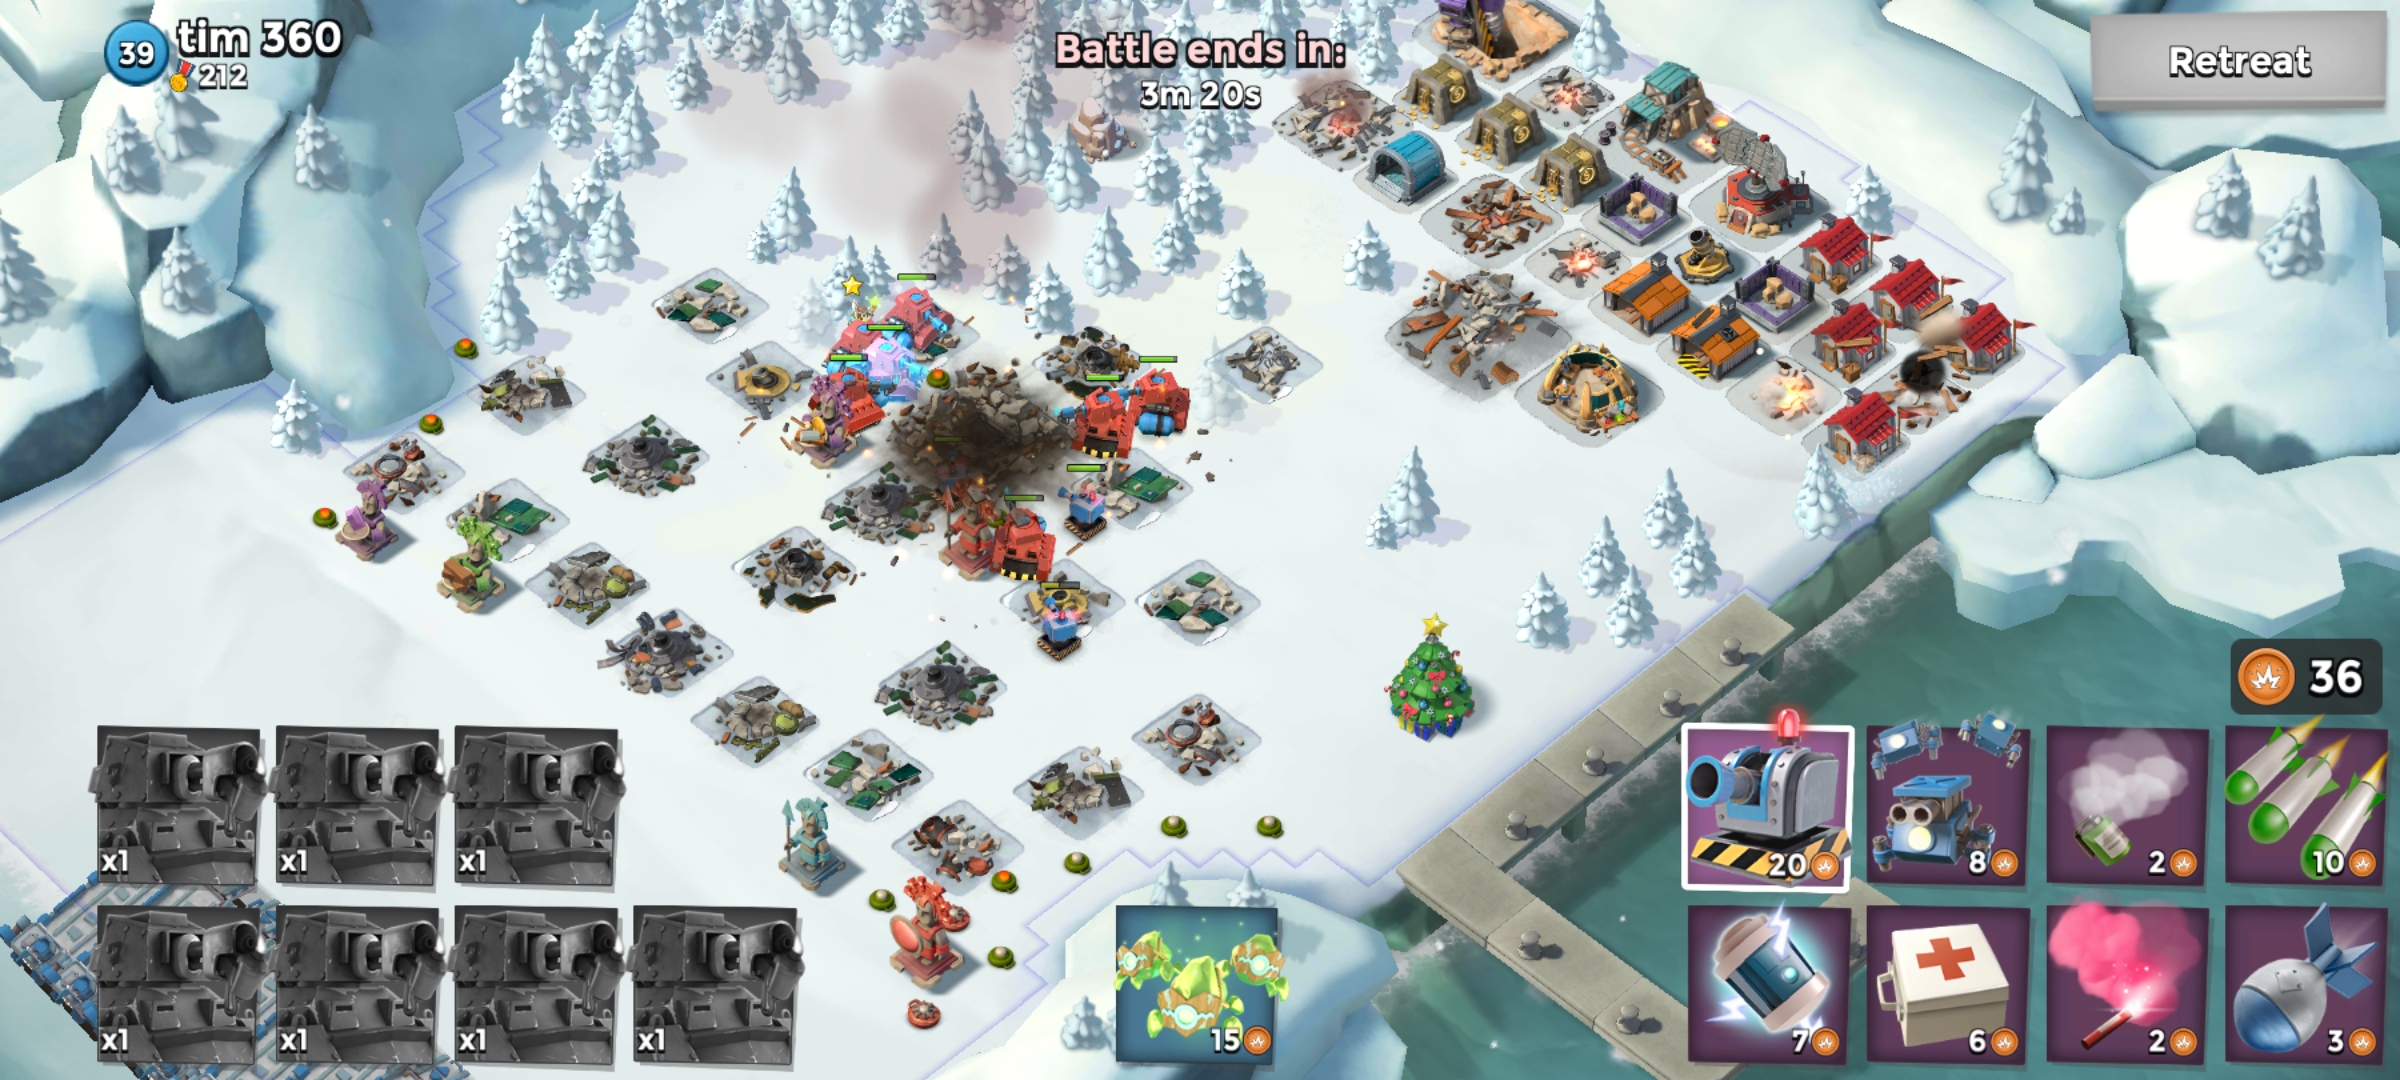 39 tim 360
212
Battle ends in:
3m 20s
Retreat
36
x1 x1 x1
20 8 2 10
x1 x1 x1 x1
15
7 6 2 3